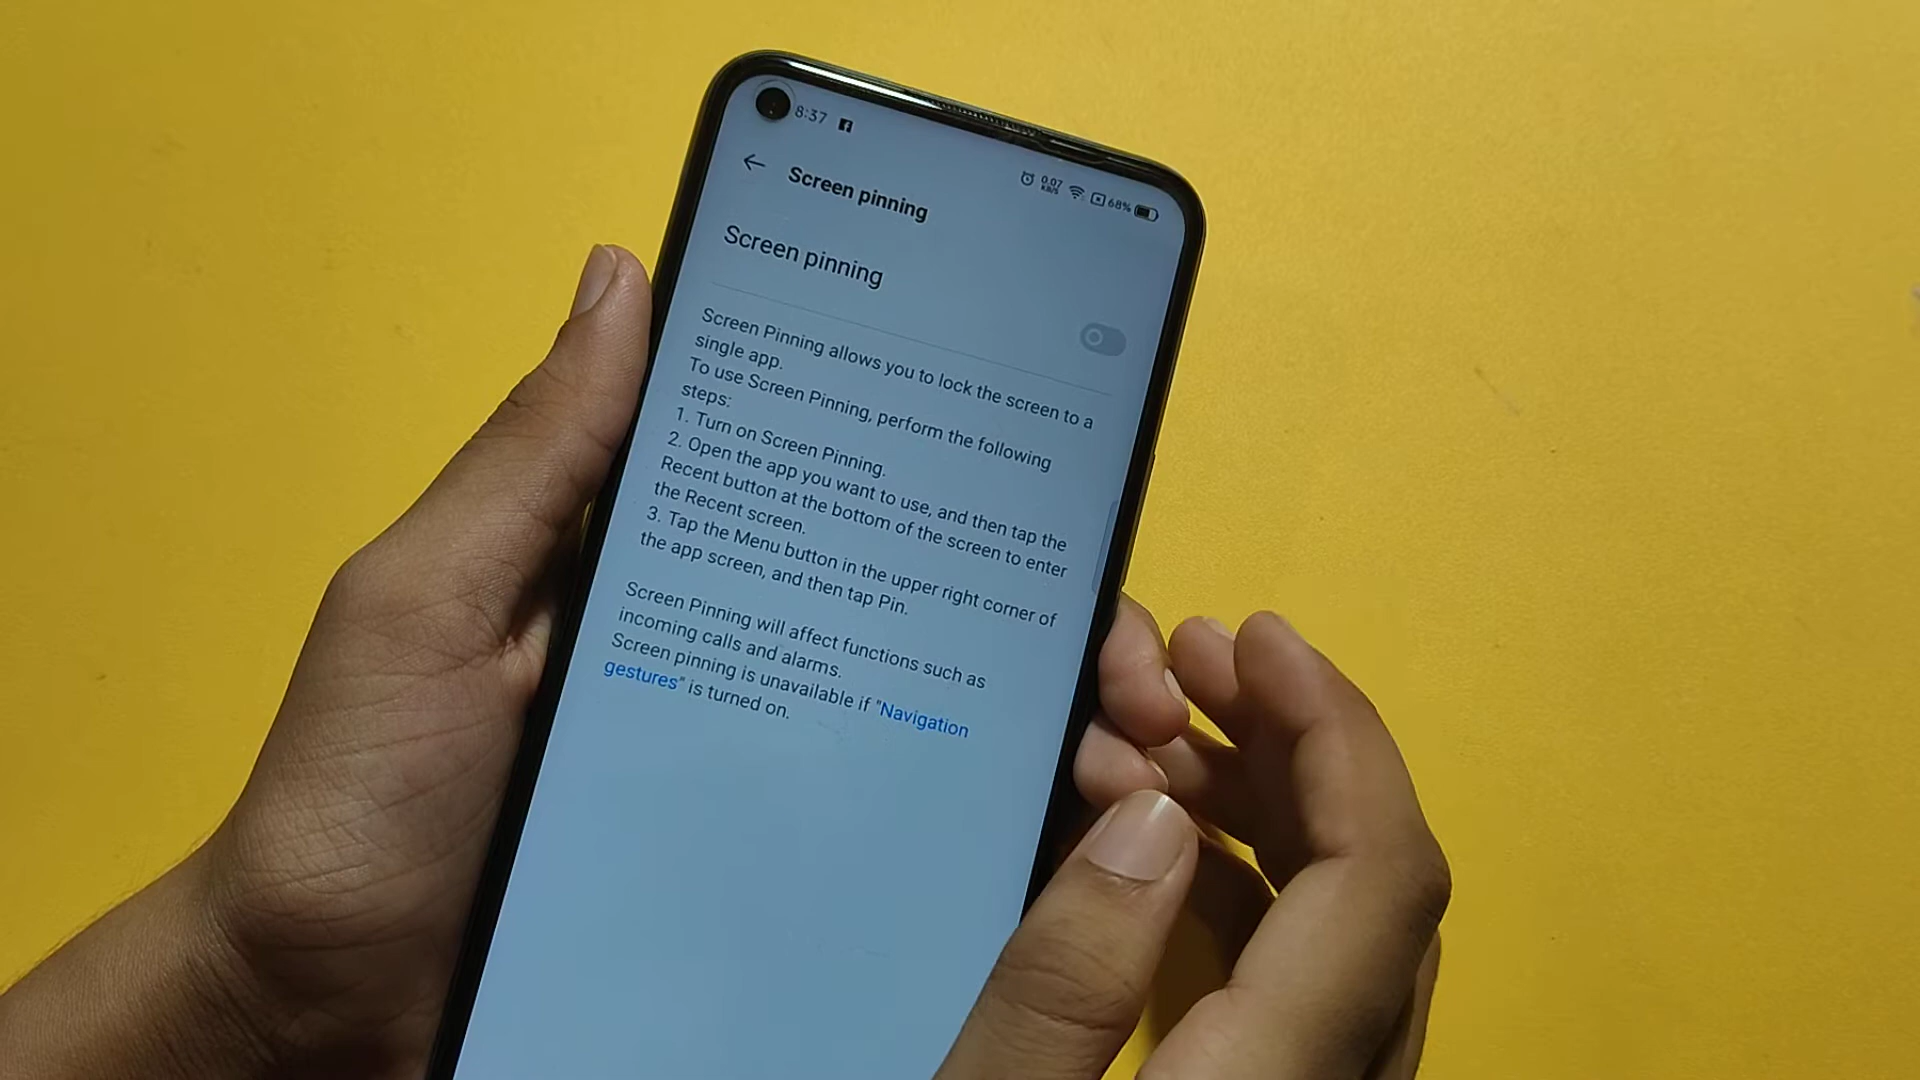 8:37
0.07
KB/S
68%
Screen pinning
Screen pinning
Screen Pinning allows you to lock the screen to a
single app.
To use Screen Pinning, perform the following
steps:
1. Turn on Screen Pinning.
2. Open the app you want to use, and then tap the
Recent button at the bottom of the screen to enter
the Recent screen.
3. Tap the Menu button in the upper right corner of
the app screen, and then tap Pin.
Screen Pinning will affect functions such as
incoming calls and alarms.
Screen pinning is unavailable if "Navigation
gestures" is turned on.